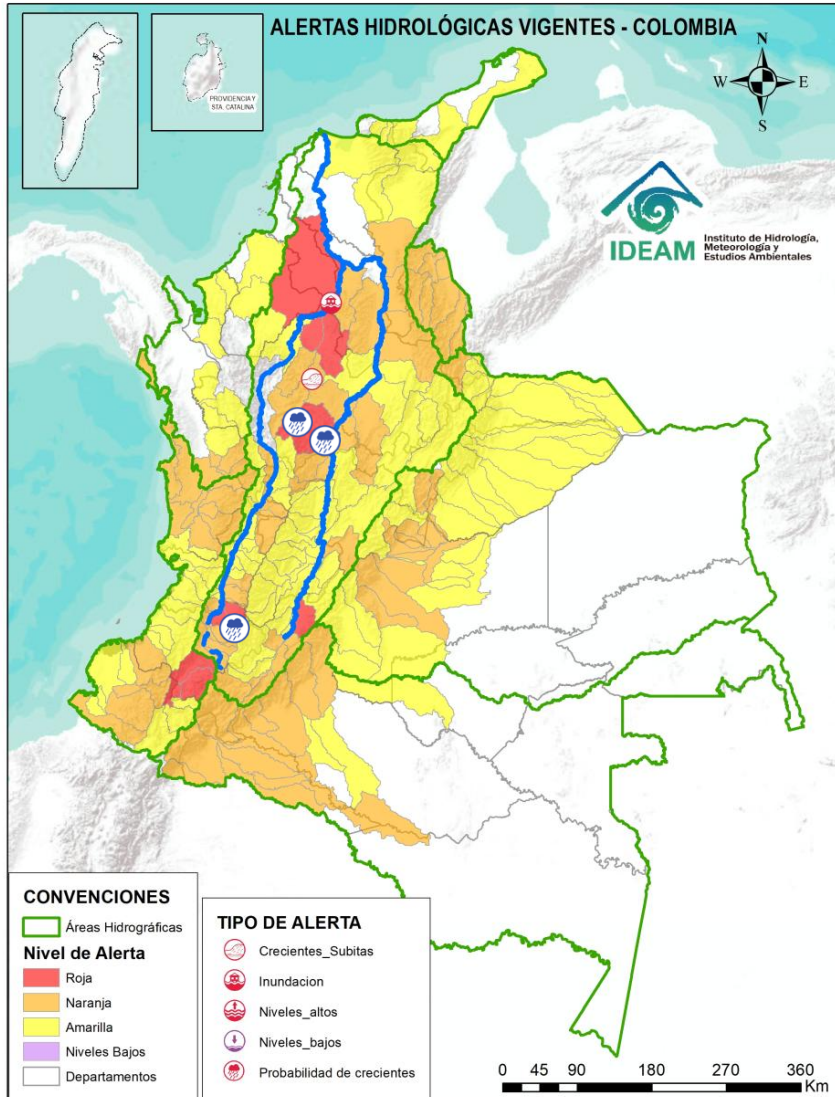 ALERTAS HIDROLÓGICAS VIGENTES - COLOMBIA
PROVIDENCIA Y
STA. CATALINA
N
W
E
S
IDEAM
Instituto de Hidrología,
Meteorología y
Estudios Ambientales
CONVENCIONES
Áreas Hidrográficas
Nivel de Alerta
Roja
Naranja
Amarilla
Niveles Bajos
Departamentos
TIPO DE ALERTA
Crecientes_Subitas
Inundacion
Niveles_altos
Niveles_bajos
Probabilidad de crecientes
0 45 90 180 270 360
Km